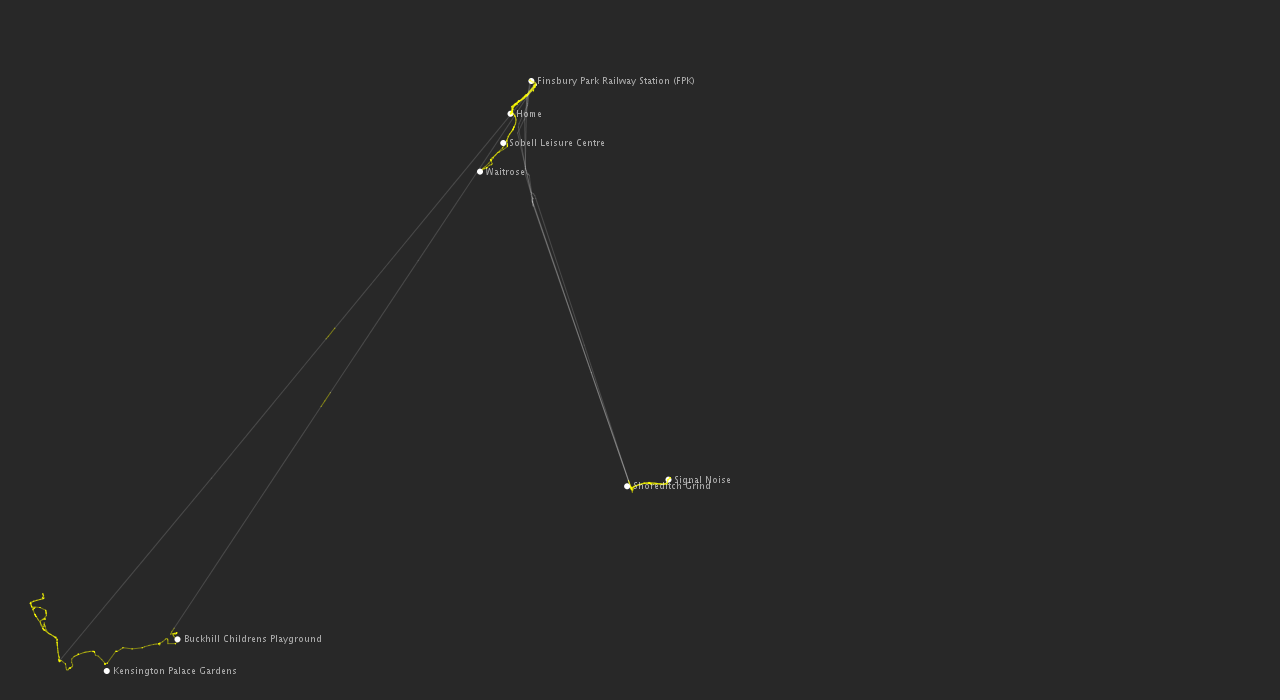 Finsbury Park Railway Station (FPK)
Home
Sobell Leisure Centre
Waitrose
Signal Noise
Shoreditch Grind
Buckhill Childrens Playground
Kensington Palace Gardens